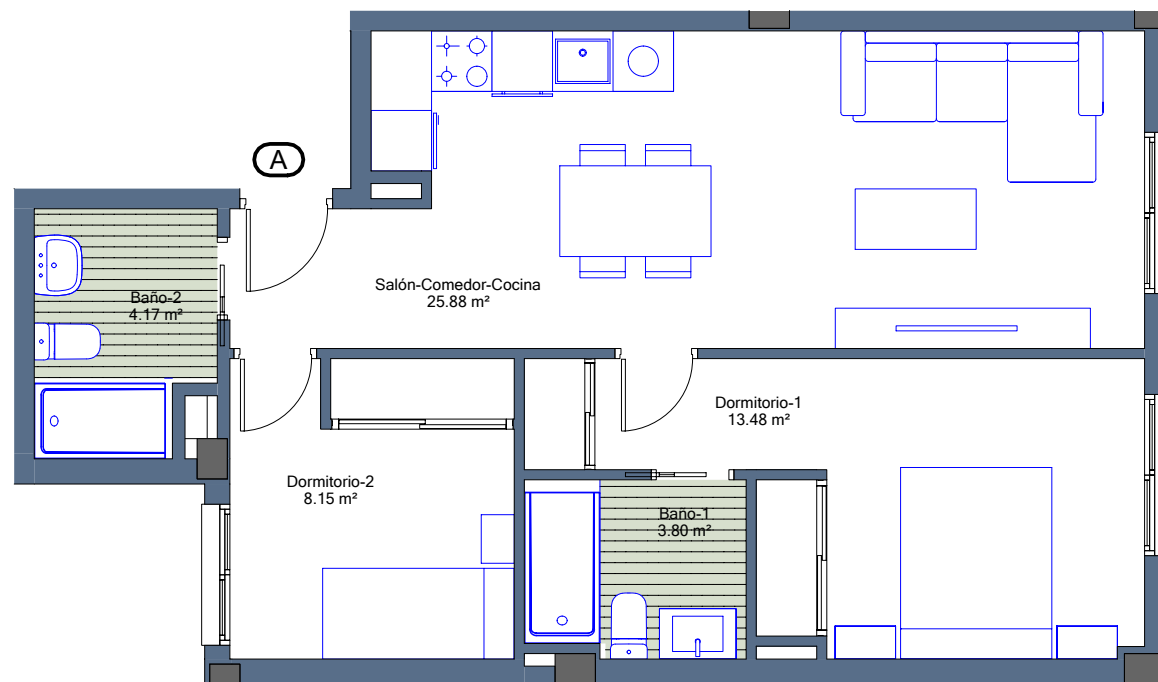 A
Salón-Comedor-Cocina
25.88 m²
Baño-2
4.17 m²
Dormitorio-1
13.48 m²
Dormitorio-2
8.15 m²
Baño-1
3.80 m²